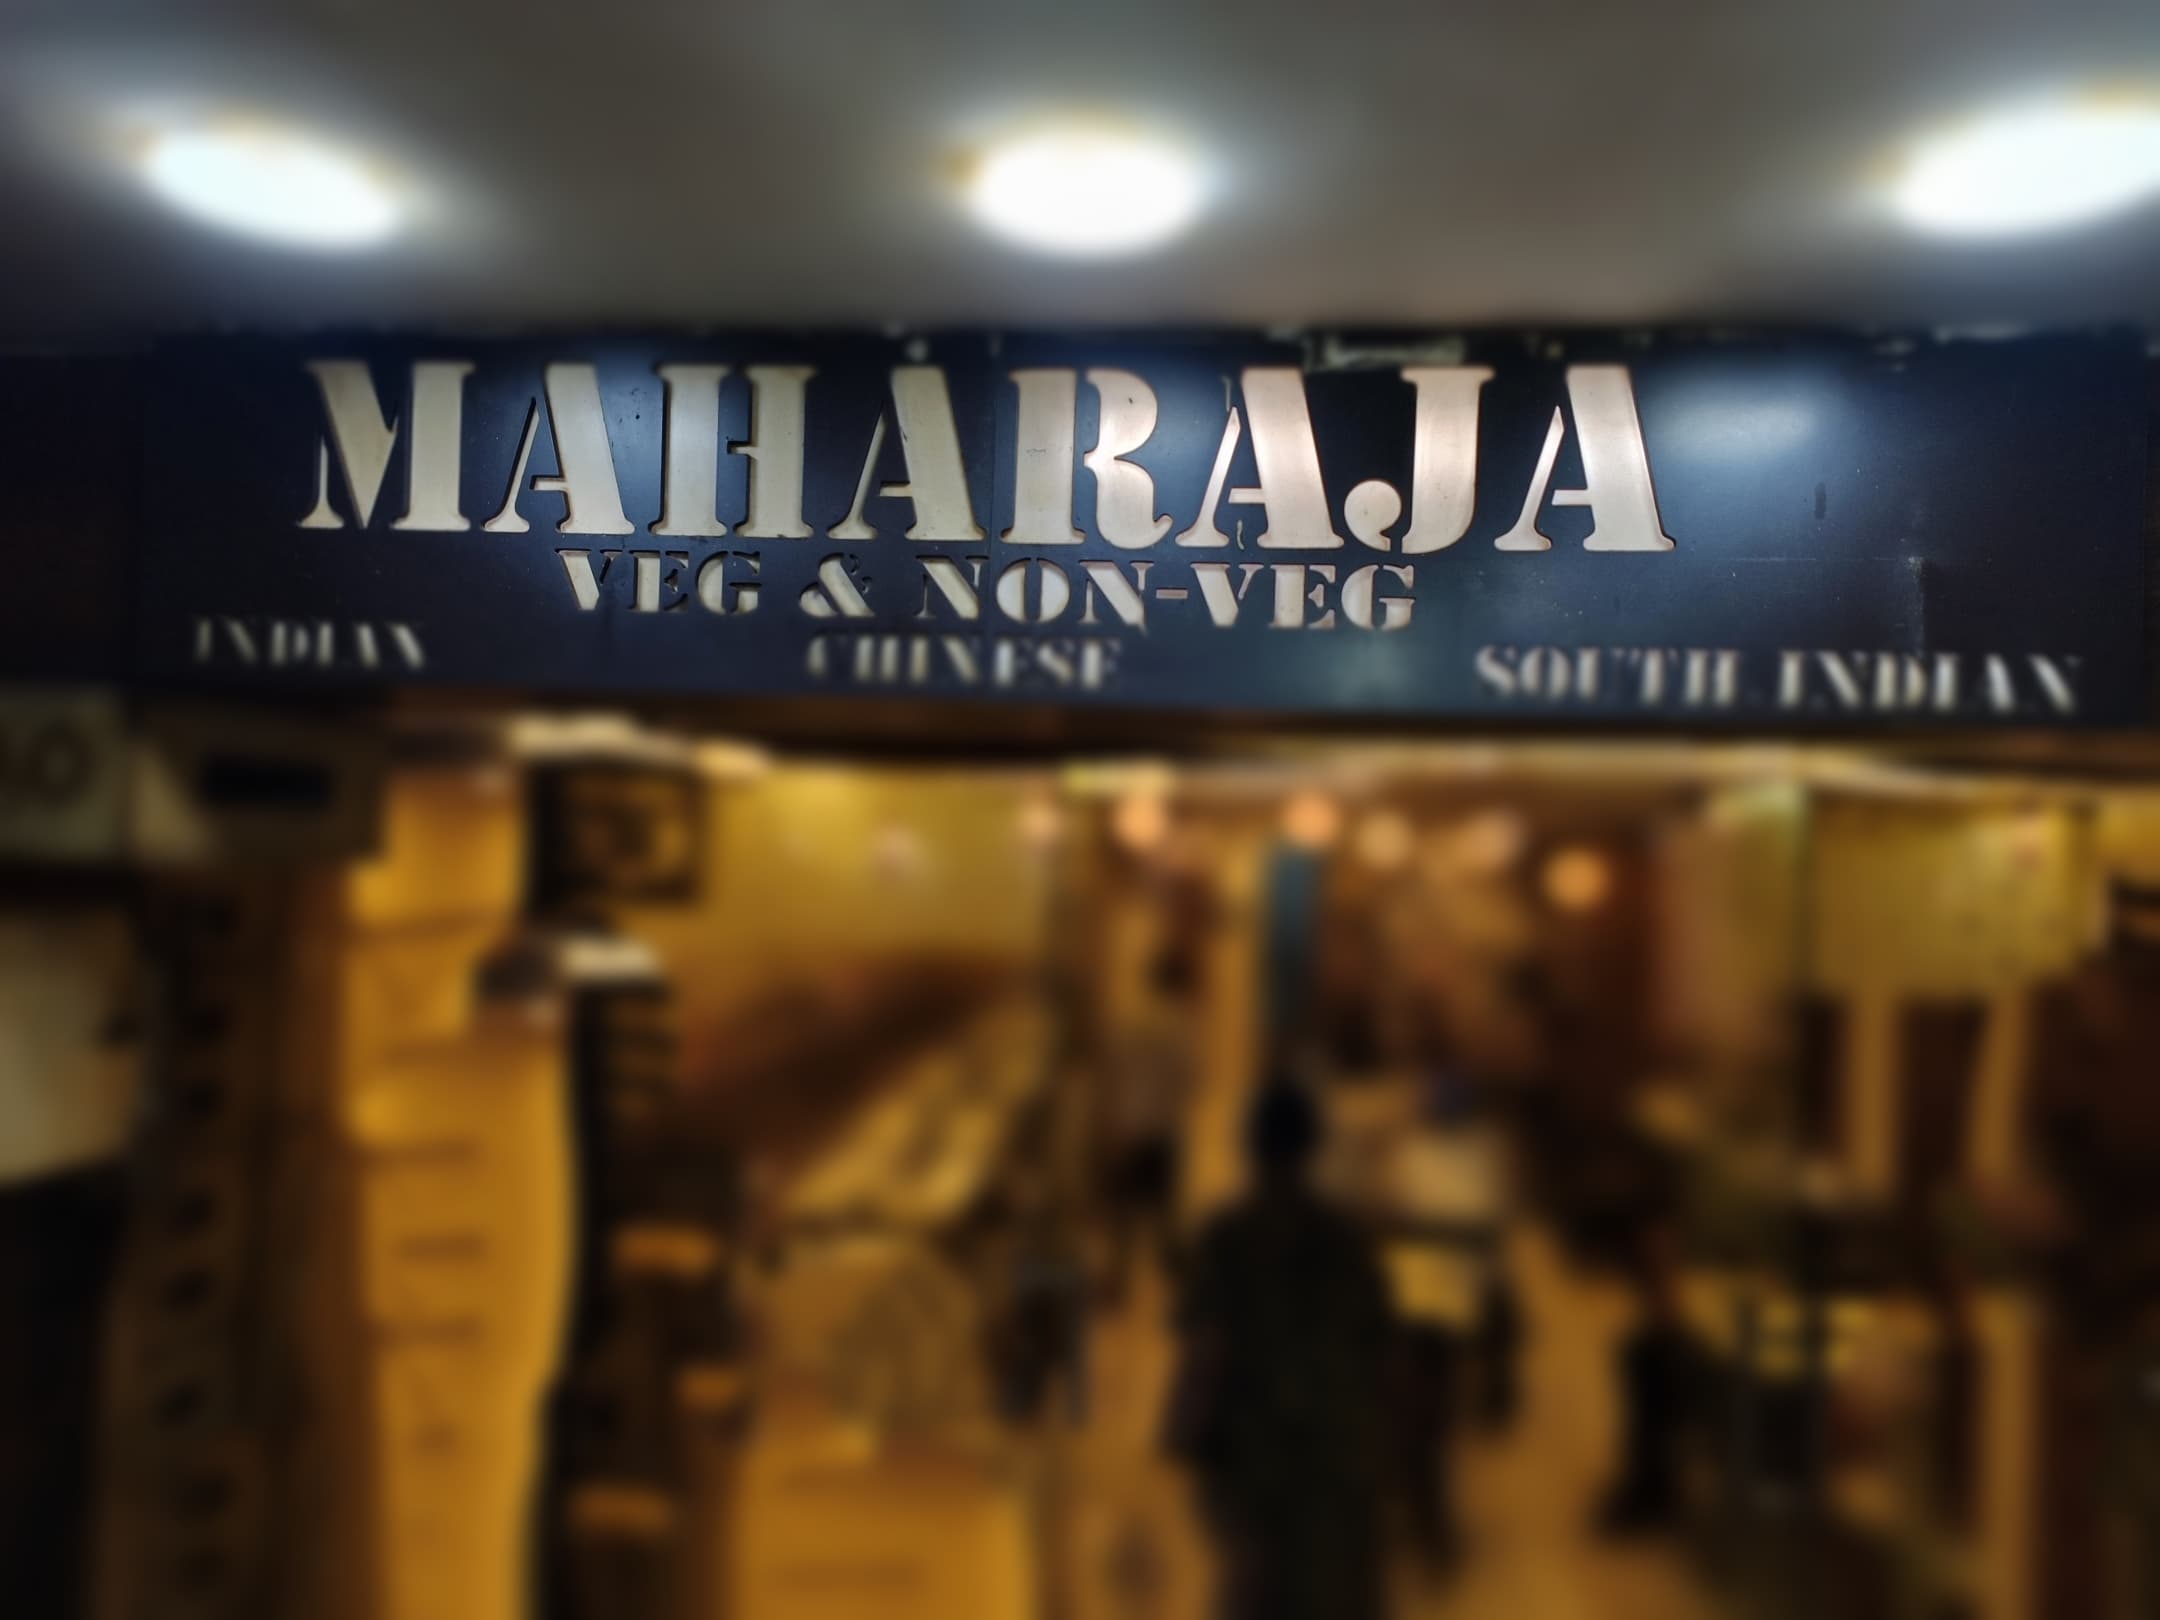 MAHARAJA
VEG & NON-VEG
INDIAN CHINESE SOUTH INDIAN